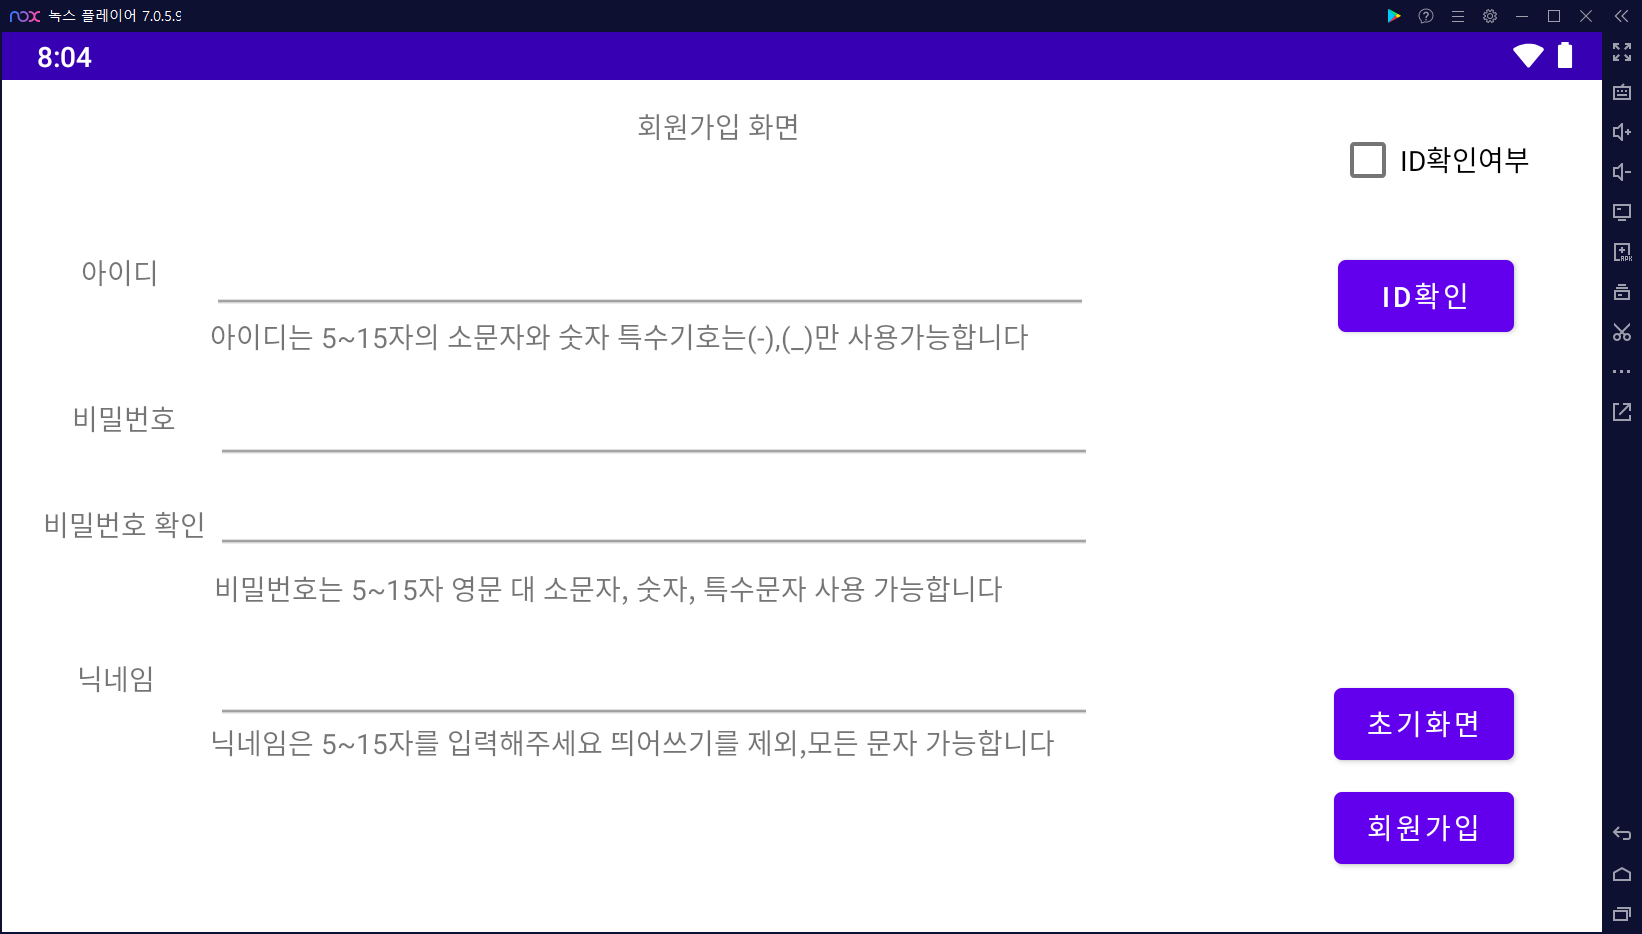 nox 녹스 플레이어 7.0.5.9
8:04
회원가입 화면
ID확인여부
아이디
ID확인
아이디는 5~15자의 소문자와 숫자 특수기호는(-),(_)만 사용가능합니다
비밀번호
비밀번호 확인
비밀번호는 5~15자 영문 대 소문자, 숫자, 특수문자 사용 가능합니다
닉네임
닉네임은 5~15자를 입력해주세요 띄어쓰기를 제외,모든 문자 가능합니다
초기화면
회원가입